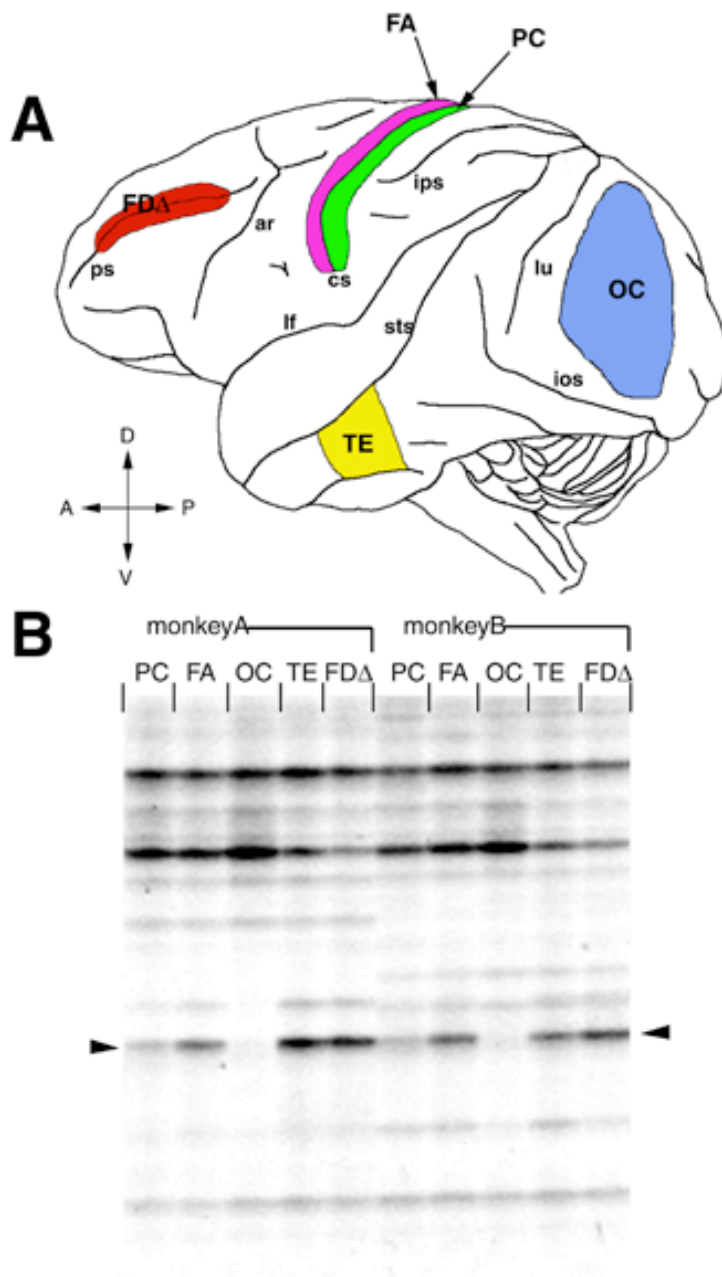 FA PC
A
FDΔ
ips
ar
ps
cs
lu
OC
lf
sts
ios
TE
D
A P
V
B
monkeyA monkeyB
PC FA OC TE FDΔ PC FA OC TE FDΔ